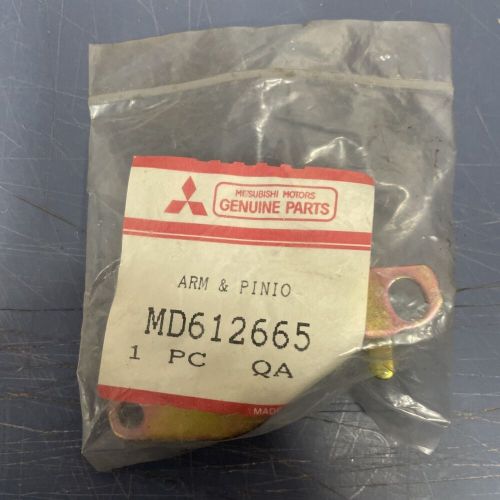 MITSUBISHI MOTORS
GENUINE PARTS
ARM & PINIO
MD612665
1 PC QA
MADE